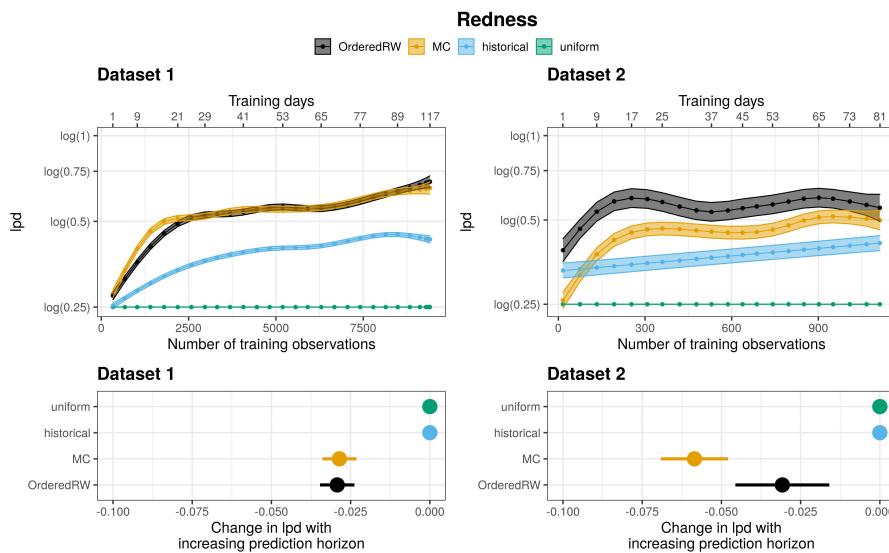 Redness
OrderedRW MC historical uniform
Dataset 1
Training days
1 9 21 29 41 53 65 77 89 117
log(1)
log(0.75)
log(0.5)
log(0.25)
lpd
0 2500 5000 7500
Number of training observations
Dataset 2
Training days
1 9 17 25 37 45 53 65 73 81
log(1)
log(0.75)
log(0.5)
log(0.25)
lpd
0 300 600 900
Number of training observations
Dataset 1
uniform
historical
MC
OrderedRW
-0.100 -0.075 -0.050 -0.025 0.000
Change in lpd with
increasing prediction horizon
Dataset 2
uniform
historical
MC
OrderedRW
-0.100 -0.075 -0.050 -0.025 0.000
Change in lpd with
increasing prediction horizon